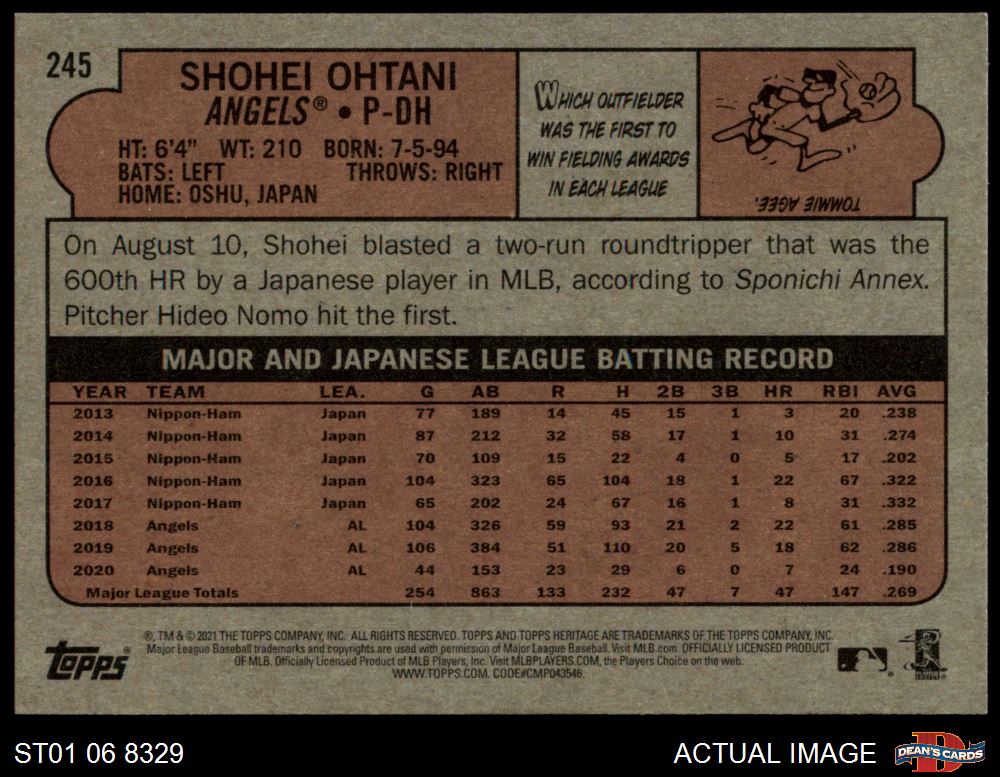 245
SHOHEI OHTANI
ANGELS® • P-DH
HT: 6'4" WT: 210 BORN: 7-5-94
BATS: LEFT THROWS: RIGHT
HOME: OSHU, JAPAN
WHICH OUTFIELDER
WAS THE FIRST TO
WIN FIELDING AWARDS
IN EACH LEAGUE
TOMMIE AGEE.
On August 10, Shohei blasted a two-run roundtripper that was the
600th HR by a Japanese player in MLB, according to Sponichi Annex.
Pitcher Hideo Nomo hit the first.
MAJOR AND JAPANESE LEAGUE BATTING RECORD
YEAR TEAM LEA. G AB R H 2B 3B HR RBI AVG
2013 Nippon-Ham Japan 77 189 14 45 15 1 3 20 .238
2014 Nippon-Ham Japan 87 212 32 58 17 1 10 31 .274
2015 Nippon-Ham Japan 70 109 15 22 4 0 5 17 .202
2016 Nippon-Ham Japan 104 323 65 104 18 1 22 67 .322
2017 Nippon-Ham Japan 65 202 24 67 16 1 8 31 .332
2018 Angels AL 104 326 59 93 21 2 22 61 .285
2019 Angels AL 106 384 51 110 20 5 18 62 .286
2020 Angels AL 44 153 23 29 6 0 7 24 .190
Major League Totals 254 863 133 232 47 7 47 147 .269
topps®
®, TM & © 2021 THE TOPPS COMPANY, INC. ALL RIGHTS RESERVED. TOPPS AND TOPPS HERITAGE ARE TRADEMARKS OF THE TOPPS COMPANY, INC.
Major League Baseball trademarks and copyrights are used with permission of Major League Baseball. Visit MLB.com. OFFICIALLY LICENSED PRODUCT
OF MLB. Officially Licensed Product of MLB Players, Inc. Visit MLBPLAYERS.COM, the Players Choice on the web.
WWW.TOPPS.COM. CODE#CMP043546.
ST01 06 8329
ACTUAL IMAGE
DEAN'S CARDS